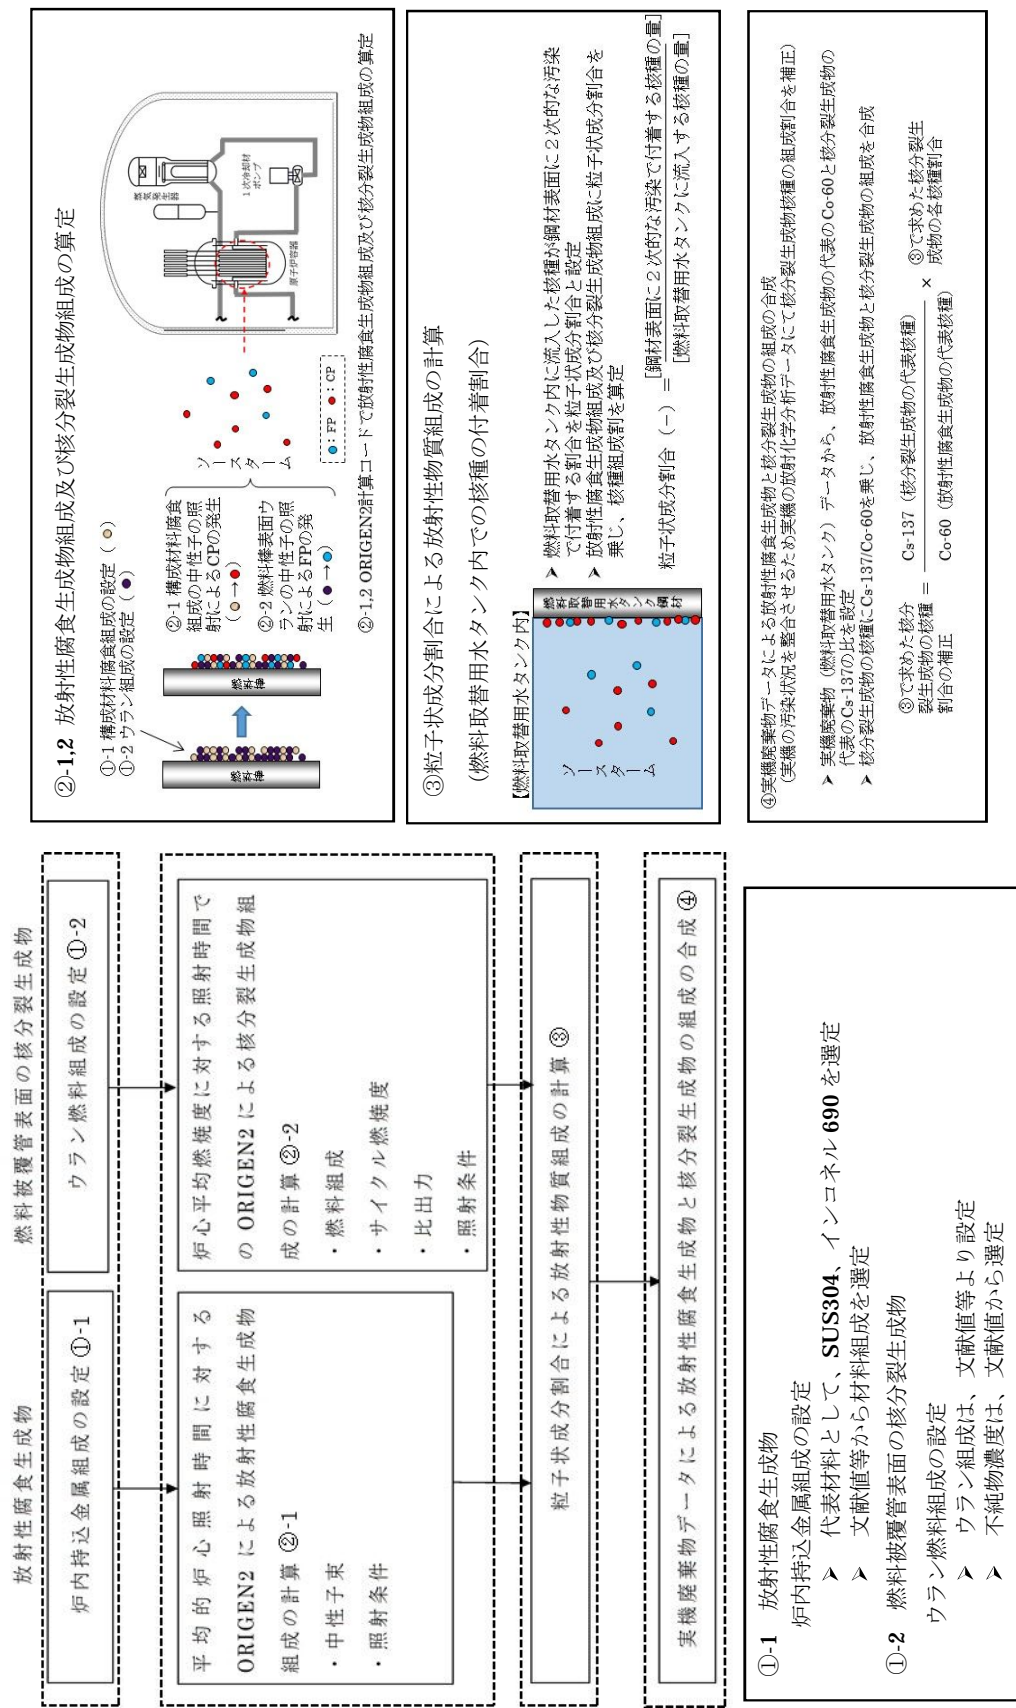 放射性腐食生成物
燃料被覆管表面の核分裂生成物
炉内持込金属組成の設定 ①-1
ウラン燃料組成の設定 ①-2
平均的炉心照射時間に対する
ORIGEN2 による放射性腐食生成物
組成の計算 ②-1
・中性子束
・照射条件
炉心平均燃焼度に対する照射時間で
の ORIGEN2 による核分裂生成物組
成の計算 ②-2
・燃料組成
・サイクル燃焼度
・比出力
・照射条件
粒子状成分割合による放射性物質組成の計算 ③
実機廃棄物データによる放射性腐食生成物と核分裂生成物の組成の合成 ④
①-1 放射性腐食生成物
炉内持込金属組成の設定
➢ 代表材料として、SUS304、インコネル 690 を選定
➢ 文献値等から材料組成を選定
①-2 燃料被覆管表面の核分裂生成物
ウラン燃料組成の設定
➢ ウラン組成は、文献値等より設定
➢ 不純物濃度は、文献値から選定
②-1,2 放射性腐食生成物組成及び核分裂生成物組成の算定
①-1 構成材料腐食組成の設定（●）
①-2 ウラン組成の設定（●）
燃料棒
燃料棒
②-1 構成材料腐食
組成の中性子の照
射によるCPの発生
（●→●）
②-2 燃料棒表面ウ
ランの中性子の照
射によるFPの発
生（●→●）
ソースターム
●：FP ●：CP
蒸気発生器
1次冷却材
ポンプ
原子炉容器
②-1,2 ORIGEN2計算コードで放射性腐食生成物組成及び核分裂生成物組成の算定
③粒子状成分割合による放射性物質組成の計算
（燃料取替用水タンク内での核種の付着割合）
【燃料取替用水タンク内】
ソースターム
燃料取替用水タンク鋼材
➢ 燃料取替用水タンク内に流入した核種が鋼材表面に２次的な汚染
で付着する割合を粒子状成分割合と設定
➢ 放射性腐食生成物組成及び核分裂生成物組成に粒子状成分割合を
乗じ、核種組成割を算定
粒子状成分割合（－）＝ [鋼材表面に２次的な汚染で付着する核種の量]
[燃料取替用水タンクに流入する核種の量]
④実機廃棄物データによる放射性腐食生成物と核分裂生成物の組成の合成
（実機の汚染状況を整合させるため実機の放射化学分析データにて核分裂生成物核種の組成割合を補正）
➢ 実機廃棄物（燃料取替用水タンク）データから、放射性腐食生成物の代表のCo-60と核分裂生成物の
代表のCs-137の比を設定
➢ 核分裂生成物の核種にCs-137/Co-60を乗じ、放射性腐食生成物と核分裂生成物の組成を合成
③で求めた核分
裂生成物の核種
割合の補正
＝
Cs-137（核分裂生成物の代表核種）
Co-60（放射性腐食生成物の代表核種）
×
③で求めた核分裂生
成物の各核種割合